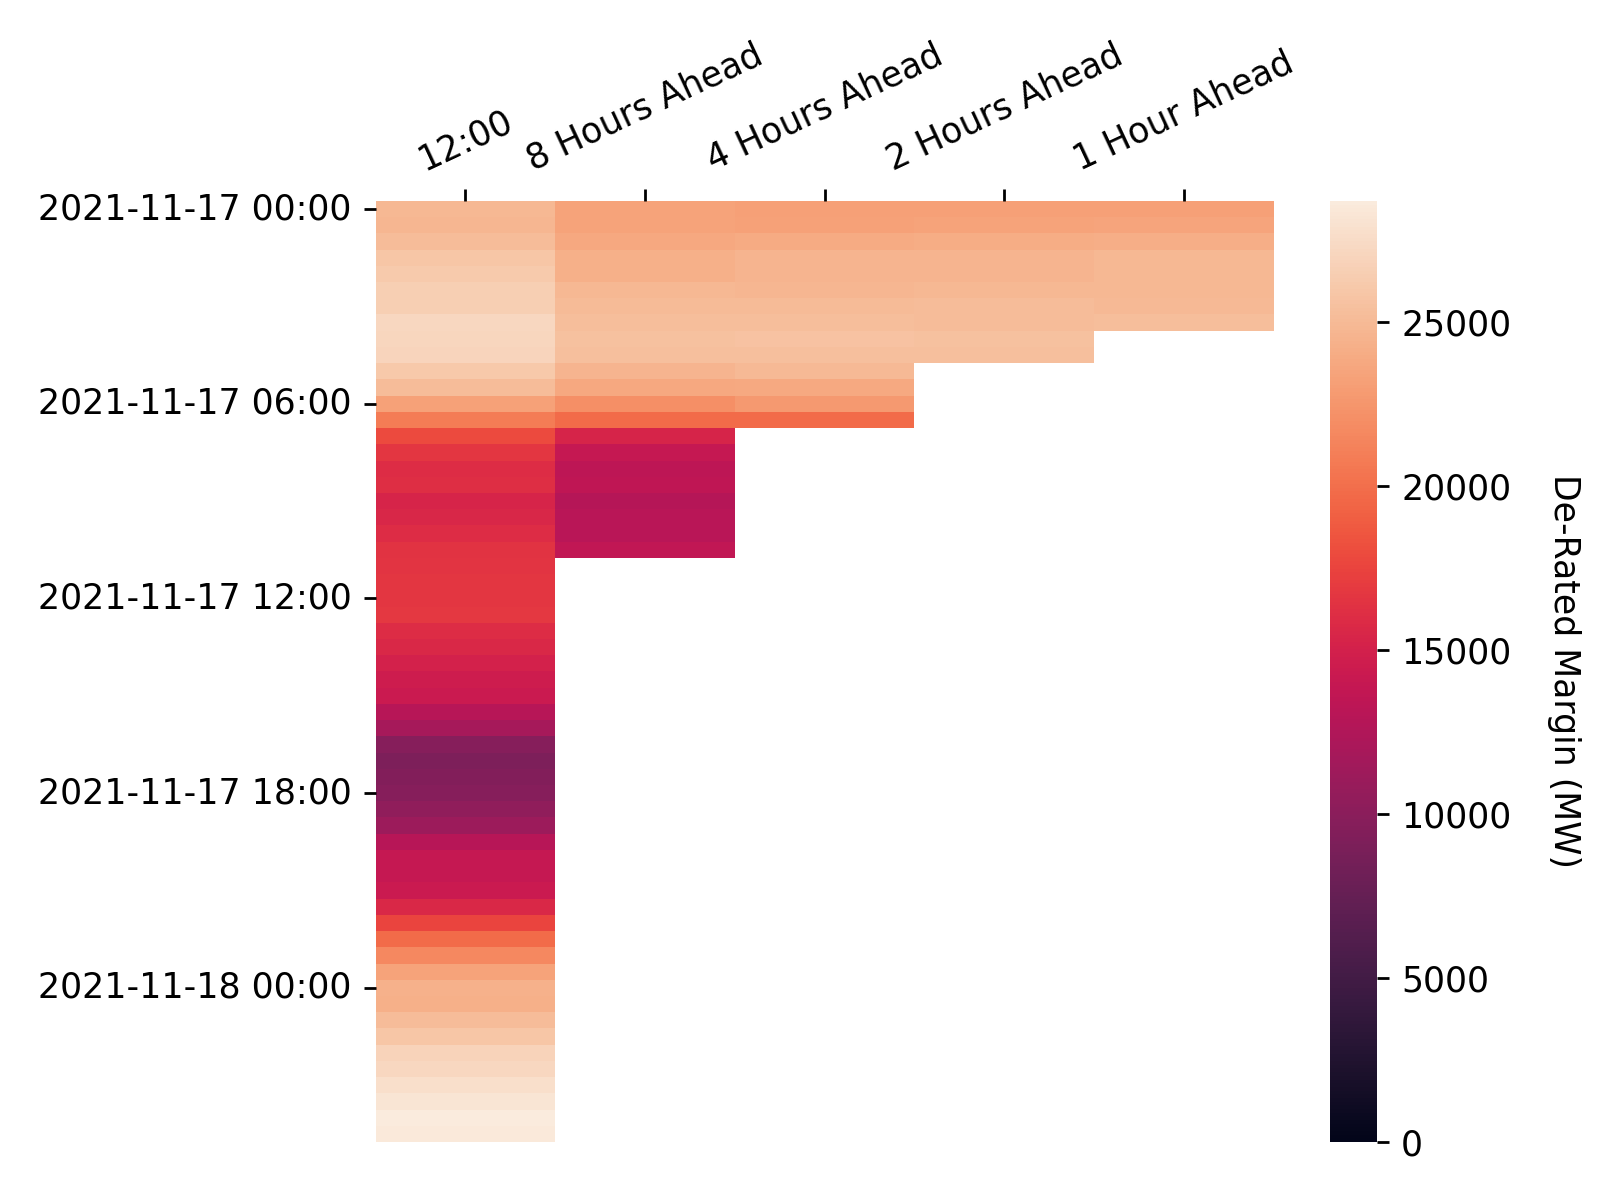 12:00
8 Hours Ahead
4 Hours Ahead
2 Hours Ahead
1 Hour Ahead
2021-11-17 00:00
2021-11-17 06:00
2021-11-17 12:00
2021-11-17 18:00
2021-11-18 00:00
25000
20000
15000
10000
5000
0
De-Rated Margin (MW)